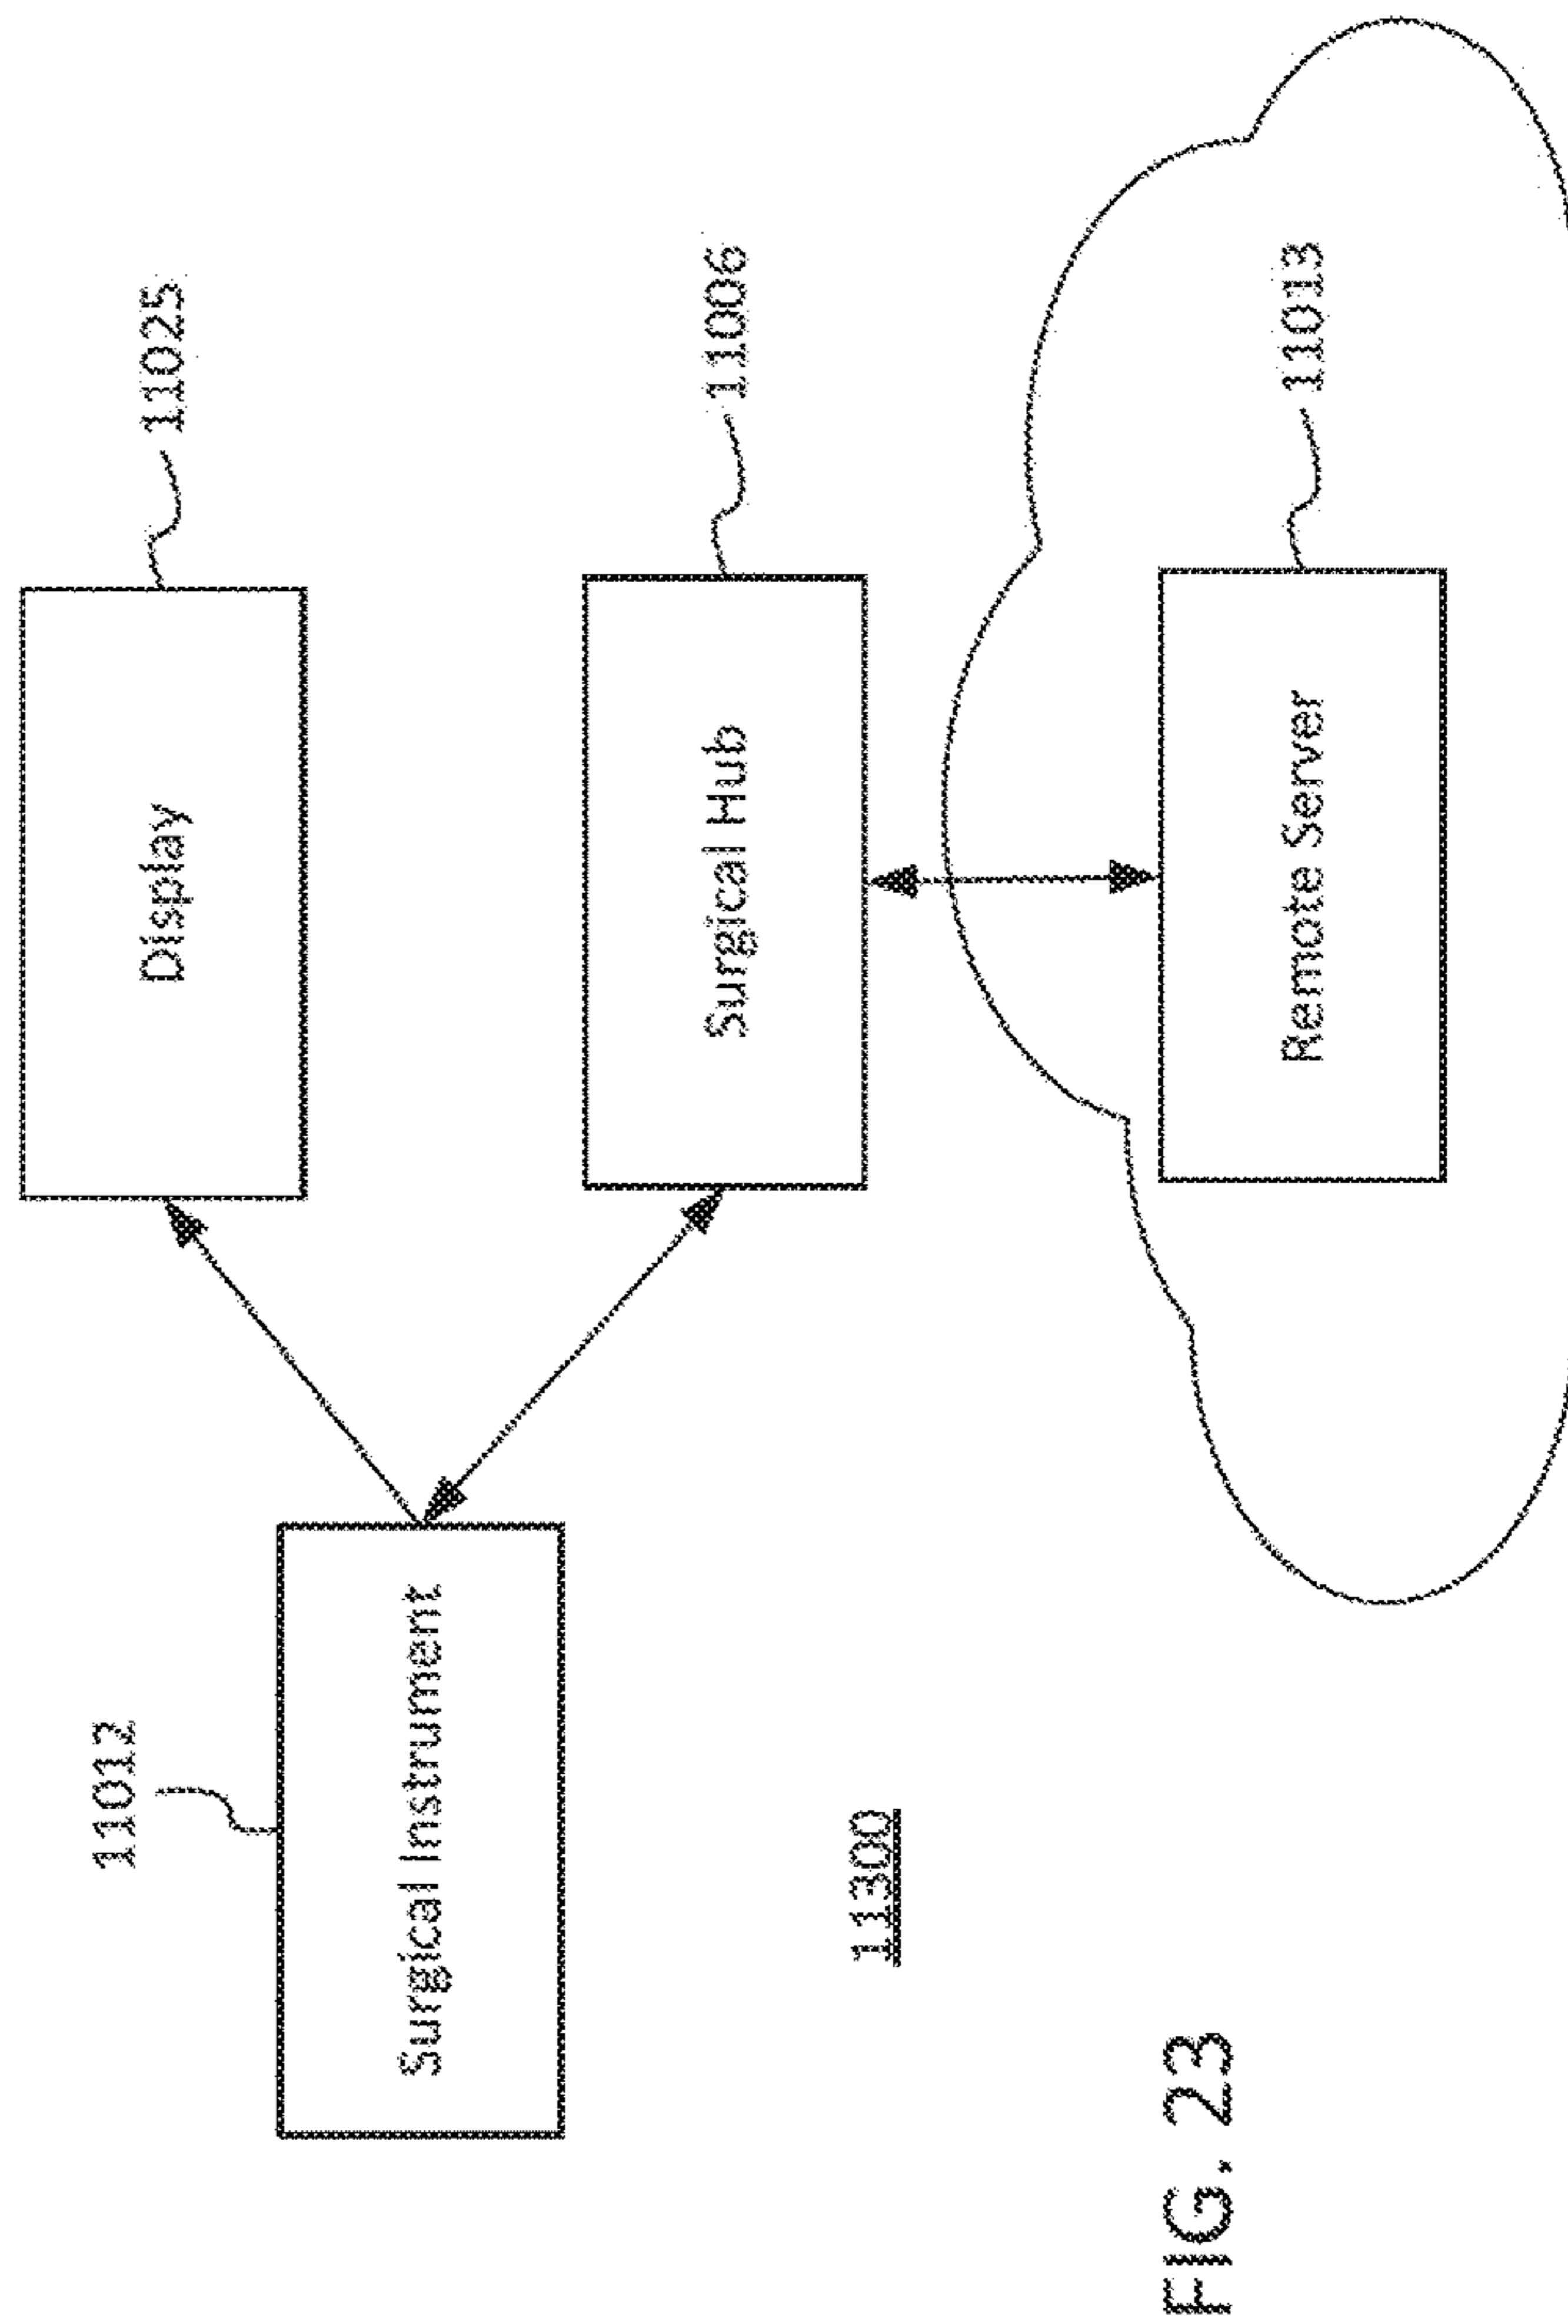 11012
Surgical Instrument
Display
11025
Surgical Hub
11006
Remote Server
11013
11300
FIG. 23